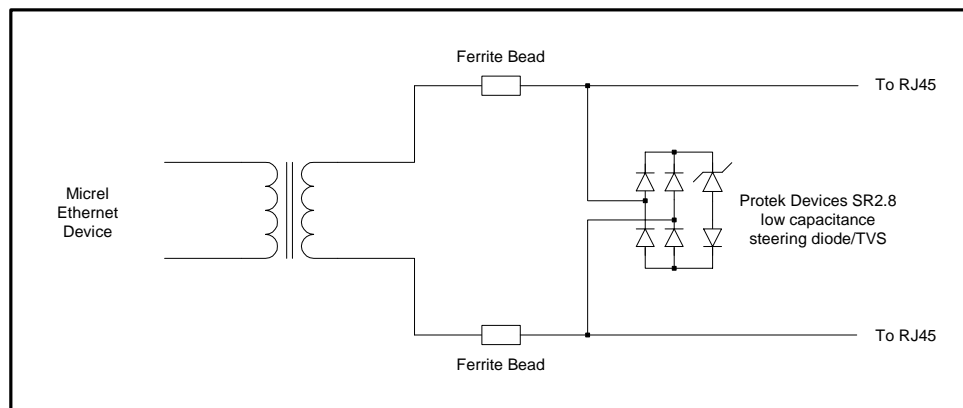 Ferrite Bead
To RJ45
Micrel
Ethernet
Device
Protek Devices SR2.8
low capacitance
steering diode/TVS
To RJ45
Ferrite Bead